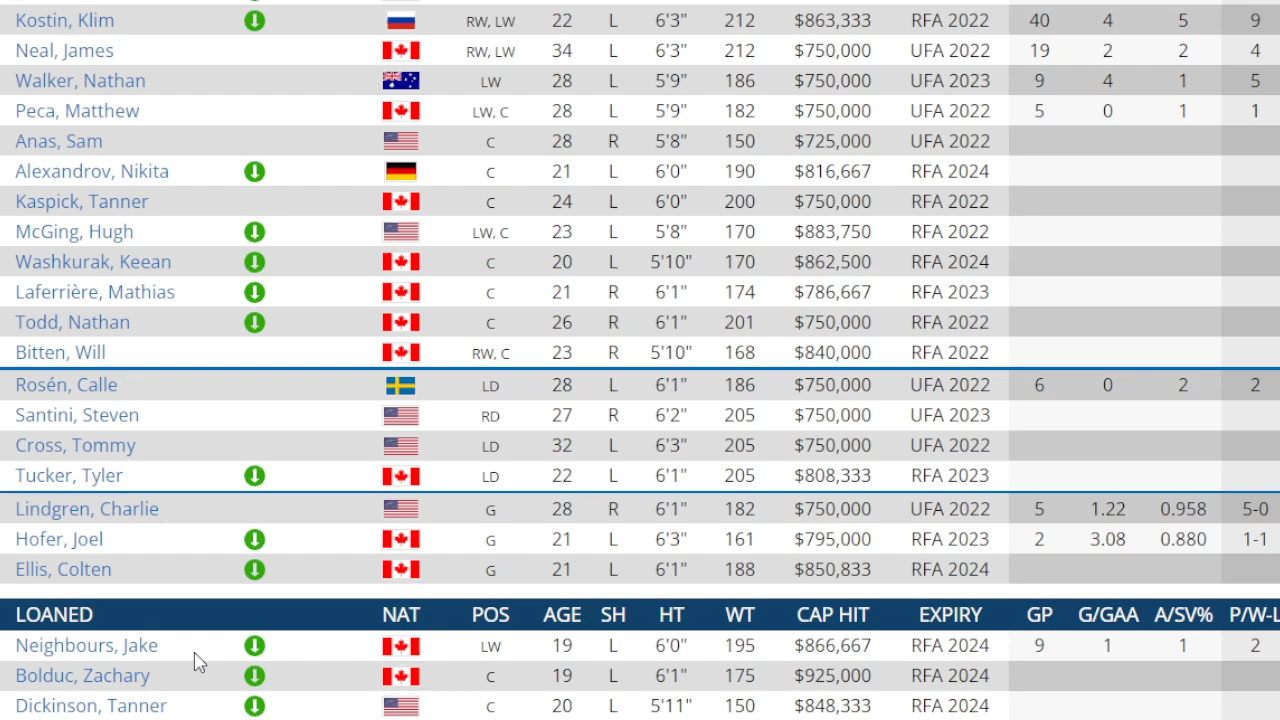 Kostin, Klim RW, LW 22 L 6'3" 212 $863,333 RFA 2022 40 4 5 9
Neal, James RW, LW 34 L 6'3" 212 $750,000 UFA 2022 19 2 2 4
Walker, Nathan LW 28 L 5'9" 186 $750,000 UFA 2023 9 4 1 5
Peca, Matthew LW, C 28 L 5'9" 182 $750,000 UFA 2022 5 0 1 1
Anas, Sam C 28 R 5'8" 150 $725,000 UFA 2022
Alexandrov, Nikita C 21 L 6'0" 190 $816,667 RFA 2024
Kaspick, Tanner C 24 L 6'0" 200 $750,000 RFA 2022
McGing, Hugh LW, C 23 L 5'8" 170 $835,750 RFA 2022
Washkurak, Keean C 20 L 5'10" 170 $862,500 RFA 2024
Laferrière, Mathias C 21 R 6'1" 174 $786,667 RFA 2023
Todd, Nathan C 26 R 6'1" 201 $750,000 RFA 2022
Bitten, Will RW, C 23 R 5'10" 168 $840,000 RFA 2022
Rosén, Calle LD 28 L 6'1" 186 $750,000 UFA 2022 6 0 2 2
Santini, Steven RD 27 R 6'2" 205 $750,000 UFA 2023
Cross, Tommy LD 32 L 6'3" 205 $750,000 UFA 2022
Tucker, Tyler LD 22 L 6'1" 205 $803,333 RFA 2023
Lindgren, Charlie G 28 R 6'1" 182 $750,000 UFA 2022 5 1.22 0.958 5-0
Hofer, Joel G 21 L 6'3" 161 $795,000 RFA 2023 2 3.08 0.880 1-1
Ellis, Colten G 21 L 6'1" 188 $850,833 RFA 2024
LOANED NAT POS AGE SH HT WT CAP HIT EXPIRY GP G/GAA A/SV% P/W-L
Neighbours, Jake LW 19 L 6'0" 195 $866,667 RFA 2024 9 1 1 2
Bolduc, Zachary C 19 L 6'1" 175 $925,000 RFA 2024
Dickinson, C 20 L 5'11" 150 RFA 2024